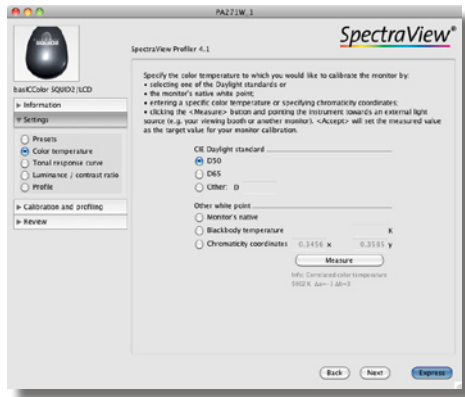 PA271W_1
SpectraView®
SpectraView Profiler 4.1
basICColor SQUID2/LCD
Information
Settings
Presets
Color temperature
Tonal response curve
Luminance / contrast ratio
Profile
Calibration and profiling
Review
Specify the color temperature to which you would like to calibrate the monitor by:
• selecting one of the Daylight standards or
• the monitor's native white point;
• entering a specific color temperature or specifying chromaticity coordinates;
• clicking the <Measure> button and pointing the instrument towards an external light
source (e.g. your viewing booth or another monitor). <Accept> will set the measured value
as the target value for your monitor calibration.
CIE Daylight standard
D50
D65
Other: D
Other white point
Monitor's native
Blackbody temperature K
Chromaticity coordinates 0.3456 x 0.3585 y
Measure
Info: Correlated color temperature
Back Next Express